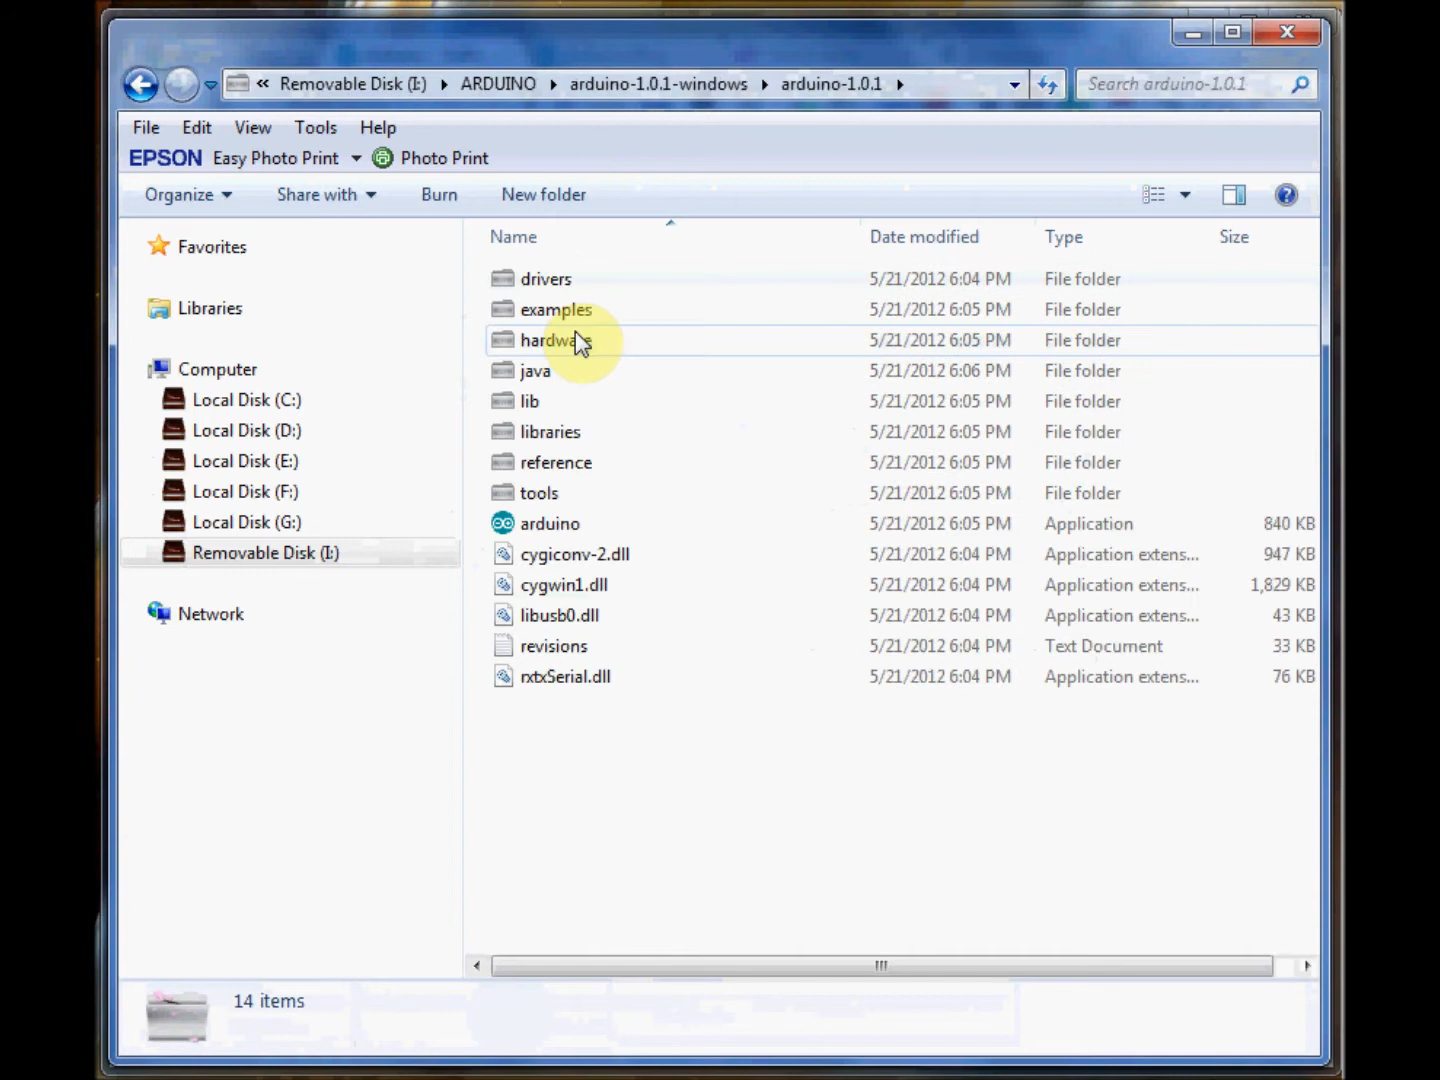 « Removable Disk (I:) ▸ ARDUINO ▸ arduino-1.0.1-windows ▸ arduino-1.0.1 ▸ Search arduino-1.0.1
File Edit View Tools Help
EPSON Easy Photo Print Photo Print
Organize Share with Burn New folder
Name Date modified Type Size
Favorites
Libraries
Computer
Local Disk (C:)
Local Disk (D:)
Local Disk (E:)
Local Disk (F:)
Local Disk (G:)
Removable Disk (I:)
Network
drivers 5/21/2012 6:04 PM File folder
examples 5/21/2012 6:05 PM File folder
hardware 5/21/2012 6:05 PM File folder
java 5/21/2012 6:06 PM File folder
lib 5/21/2012 6:05 PM File folder
libraries 5/21/2012 6:05 PM File folder
reference 5/21/2012 6:05 PM File folder
tools 5/21/2012 6:05 PM File folder
arduino 5/21/2012 6:05 PM Application 840 KB
cygiconv-2.dll 5/21/2012 6:04 PM Application extens... 947 KB
cygwin1.dll 5/21/2012 6:04 PM Application extens... 1,829 KB
libusb0.dll 5/21/2012 6:04 PM Application extens... 43 KB
revisions 5/21/2012 6:04 PM Text Document 33 KB
rxtxSerial.dll 5/21/2012 6:04 PM Application extens... 76 KB
14 items